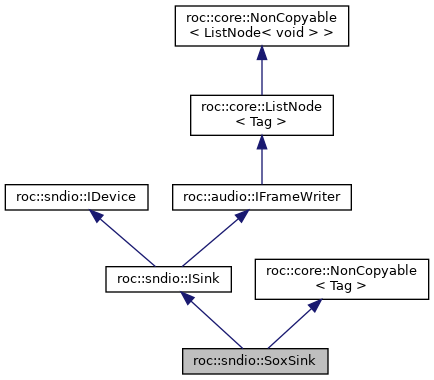 roc::core::NonCopyable
< ListNode< void > >
roc::core::ListNode
< Tag >
roc::sndio::IDevice
roc::audio::IFrameWriter
roc::sndio::ISink
roc::core::NonCopyable
< Tag >
roc::sndio::SoxSink